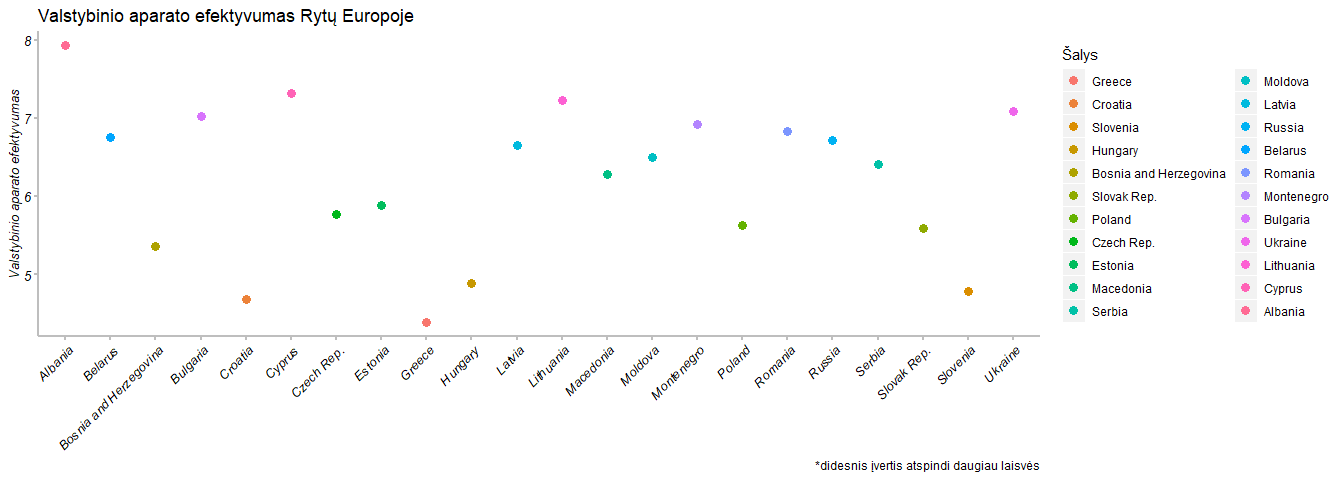 Valstybinio aparato efektyvumas Rytų Europoje
Valstybinio aparato efektyvumas
8
7
6
5
Albania
Belarus
Bosnia and Herzegovina
Bulgaria
Croatia
Cyprus
Czech Rep.
Estonia
Greece
Hungary
Latvia
Lithuania
Macedonia
Moldova
Montenegro
Poland
Romania
Russia
Serbia
Slovak Rep.
Slovenia
Ukraine
*didesnis įvertis atspindi daugiau laisvės
Šalys
Greece
Croatia
Slovenia
Hungary
Bosnia and Herzegovina
Slovak Rep.
Poland
Czech Rep.
Estonia
Macedonia
Serbia
Moldova
Latvia
Russia
Belarus
Romania
Montenegro
Bulgaria
Ukraine
Lithuania
Cyprus
Albania